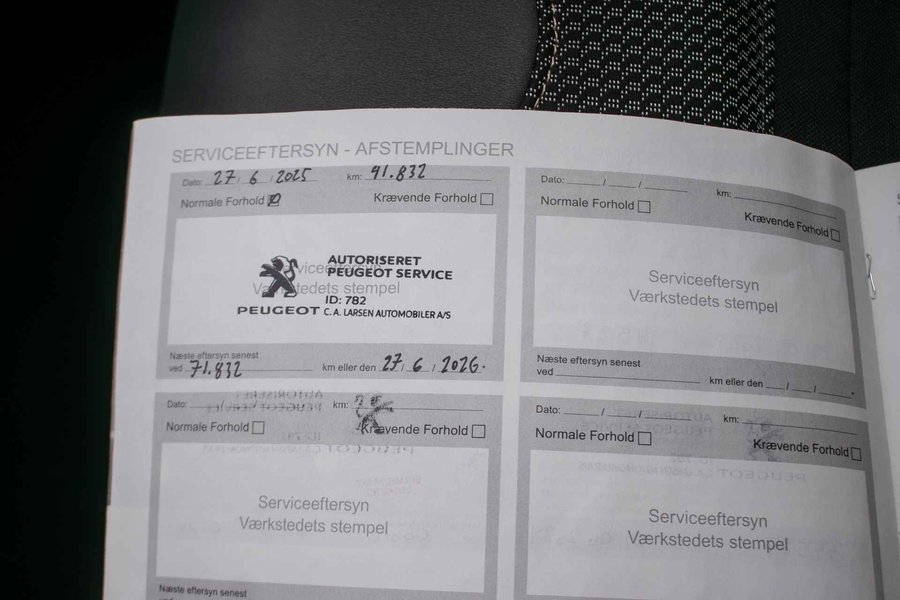 SERVICEEFTERSYN - AFSTEMPLINGER
Dato: 27 / 6 / 2025 km: 41.832
Normale Forhold Krævende Forhold
AUTORISERET
PEUGEOT SERVICE
Værkstedets stempel
ID: 782
PEUGEOT C. A. LARSEN AUTOMOBILER A/S
Næste eftersyn senest
ved 71.832 km eller den 27 / 6 / 2026.
Dato: / / km:
Normale Forhold Krævende Forhold
Serviceeftersyn
Værkstedets stempel
Næste eftersyn senest
ved km eller den / / .
Dato: / / km:
Normale Forhold Krævende Forhold
Serviceeftersyn
Værkstedets stempel
Næste eftersyn senest
Dato: / / km:
Normale Forhold Krævende Forhold
Serviceeftersyn
Værkstedets stempel